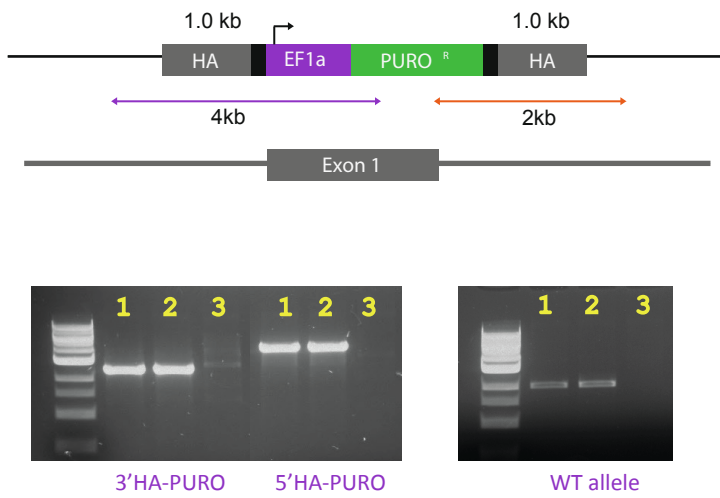 1.0 kb 1.0 kb
HA EF1a PURO R HA
4kb 2kb
Exon 1
1 2 3 1 2 3 1 2 3
3'HA-PURO 5'HA-PURO WT allele